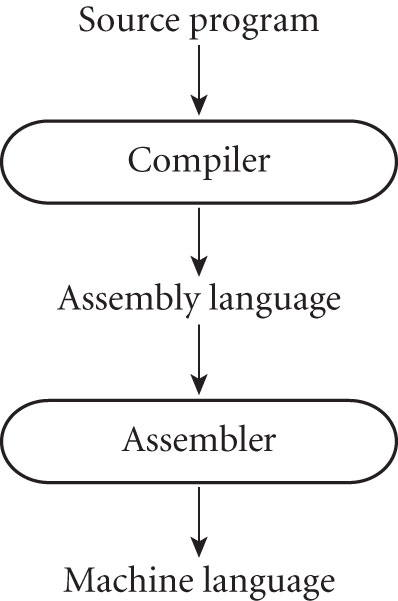 Source program
Compiler
Assembly language
Assembler
Machine language